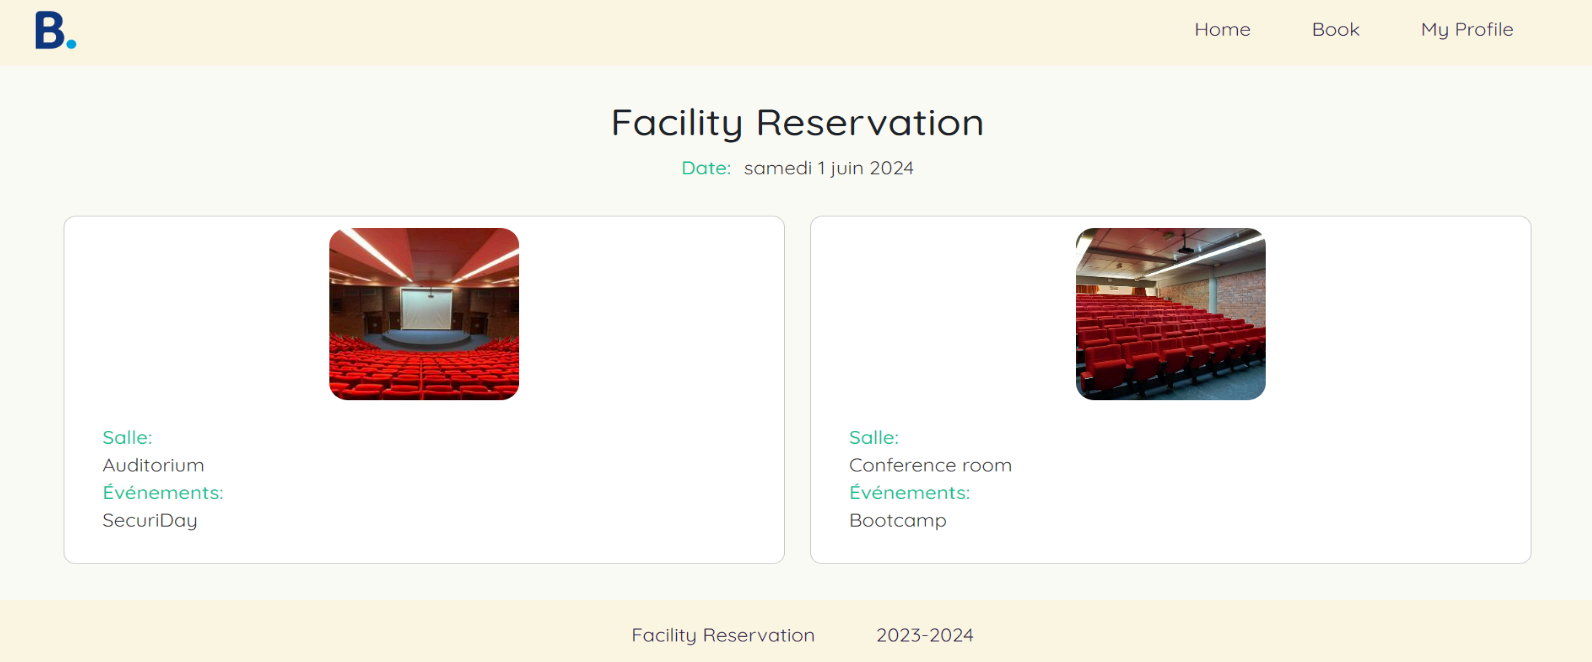 B.
Home Book My Profile
Facility Reservation
Date: samedi 1 juin 2024
Salle:
Auditorium
Événements:
SecuriDay
Salle:
Conference room
Événements:
Bootcamp
Facility Reservation 2023-2024